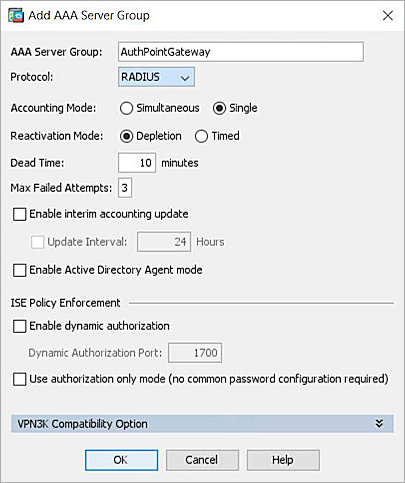 Add AAA Server Group
AAA Server Group: AuthPointGateway
Protocol: RADIUS
Accounting Mode: Simultaneous Single
Reactivation Mode: Depletion Timed
Dead Time: 10 minutes
Max Failed Attempts: 3
Enable interim accounting update
Update Interval: 24 Hours
Enable Active Directory Agent mode
ISE Policy Enforcement
Enable dynamic authorization
Dynamic Authorization Port: 1700
Use authorization only mode (no common password configuration required)
VPN3K Compatibility Option
OK Cancel Help